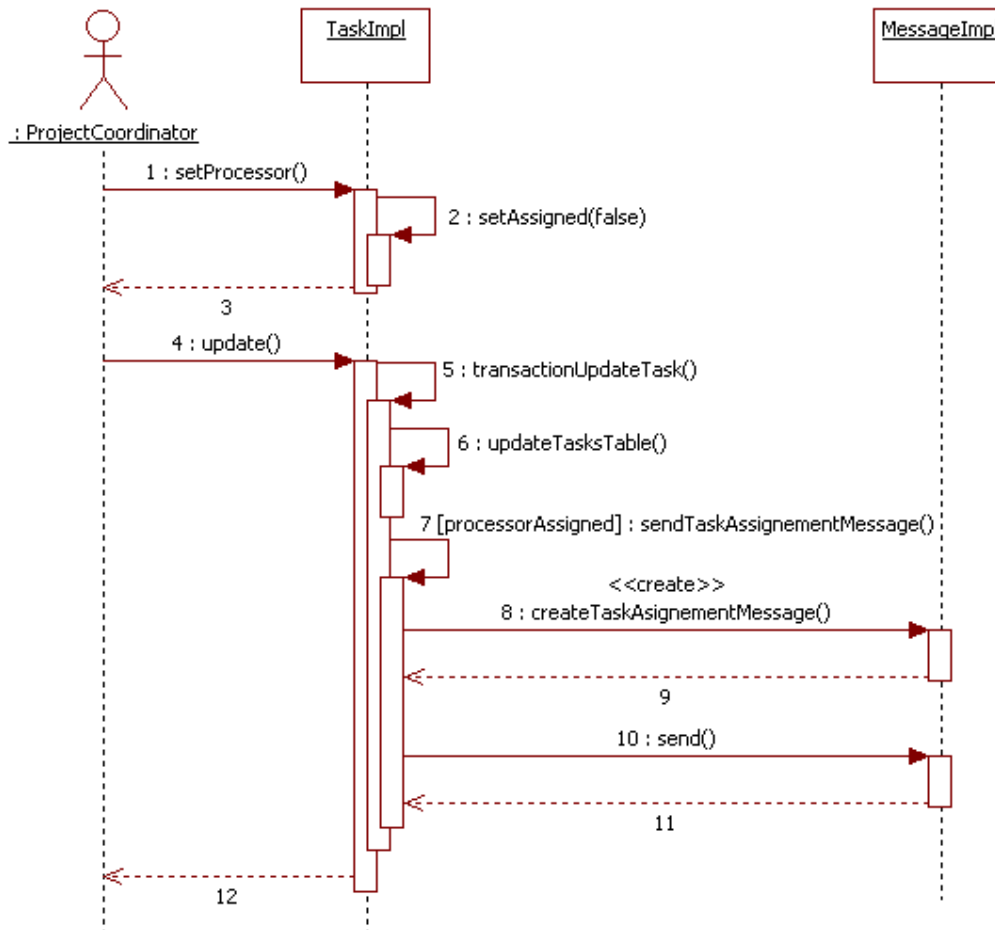 TaskImpl
MessageImpl
: ProjectCoordinator
1 : setProcessor()
2 : setAssigned(false)
3
4 : update()
5 : transactionUpdateTask()
6 : updateTasksTable()
7 [processorAssigned] : sendTaskAssignementMessage()
<<create>>
8 : createTaskAsignementMessage()
9
10 : send()
11
12